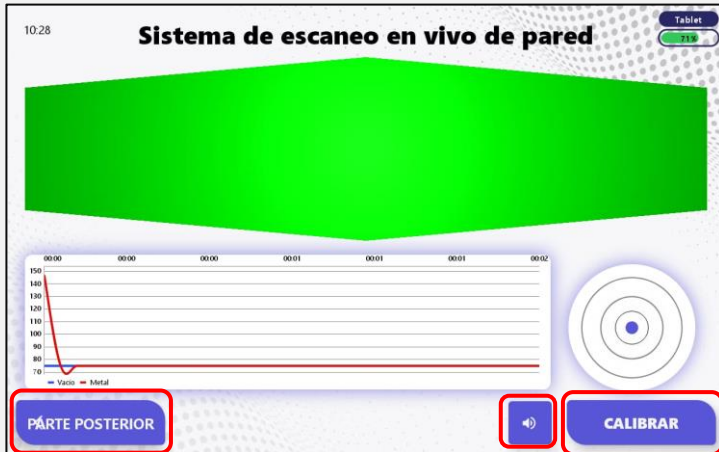 10:28
Sistema de escaneo en vivo de pared
Tablet
71%
00:00 00:00 00:00 00:01 00:01 00:01 00:02
150
140
130
120
110
100
90
80
70
Vacio Metal
PARTE POSTERIOR
CALIBRAR